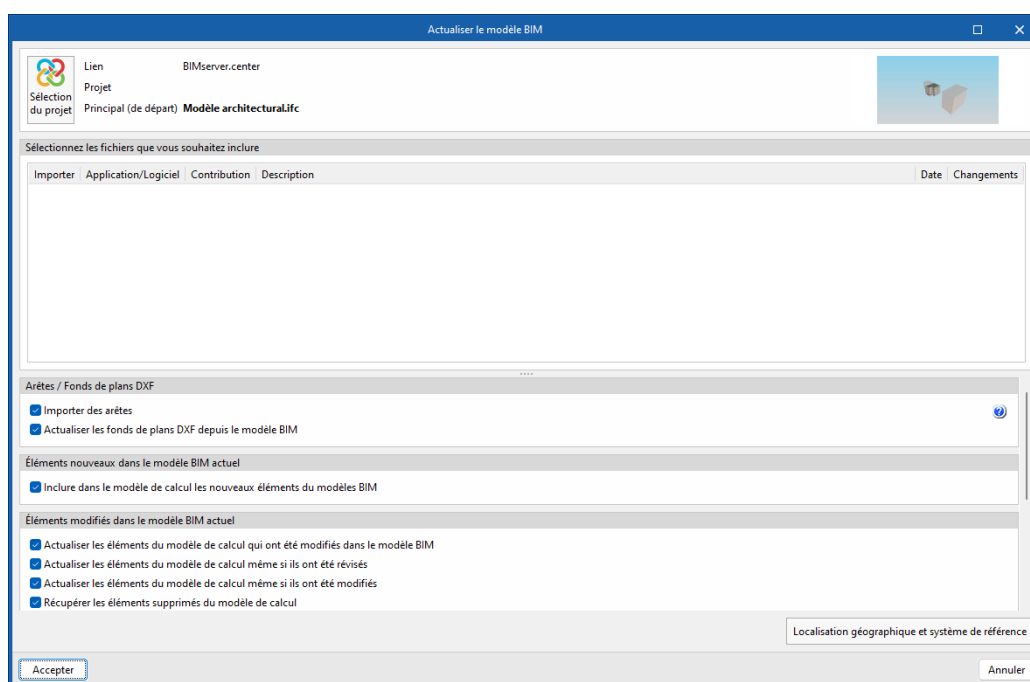 Actualiser le modèle BIM
Sélection du projet
Lien BIMserver.center
Projet
Principal (de départ) Modèle architectural.ifc
Sélectionnez les fichiers que vous souhaitez inclure
Importer Application/Logiciel Contribution Description Date Changements
Arêtes / Fonds de plans DXF
Importer des arêtes
Actualiser les fonds de plans DXF depuis le modèle BIM
Éléments nouveaux dans le modèle BIM actuel
Inclure dans le modèle de calcul les nouveaux éléments du modèles BIM
Éléments modifiés dans le modèle BIM actuel
Actualiser les éléments du modèle de calcul qui ont été modifiés dans le modèle BIM
Actualiser les éléments du modèle de calcul même si ils ont été révisés
Actualiser les éléments du modèle de calcul même si ils ont été modifiés
Récupérer les éléments supprimés du modèle de calcul
Localisation géographique et système de référence
Accepter Annuler